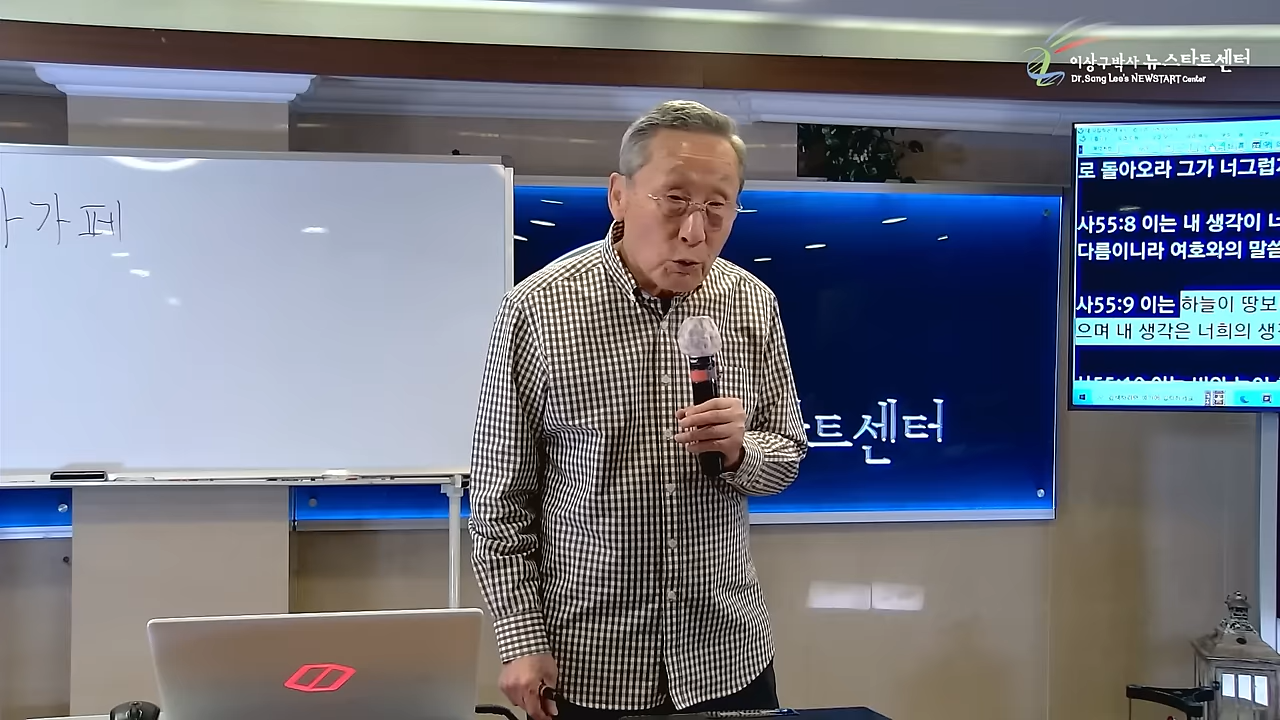 이상구박사 뉴스타트센터
Dr. Sang Lee's NEWSTART Center
가페
로 돌아오라 그가 너그럽
사55:8 이는 내 생각이
다름이니라 여호와의 말씀
사55:9 이는 하늘이 땅보
으며 내 생각은 너희의 생
트센터